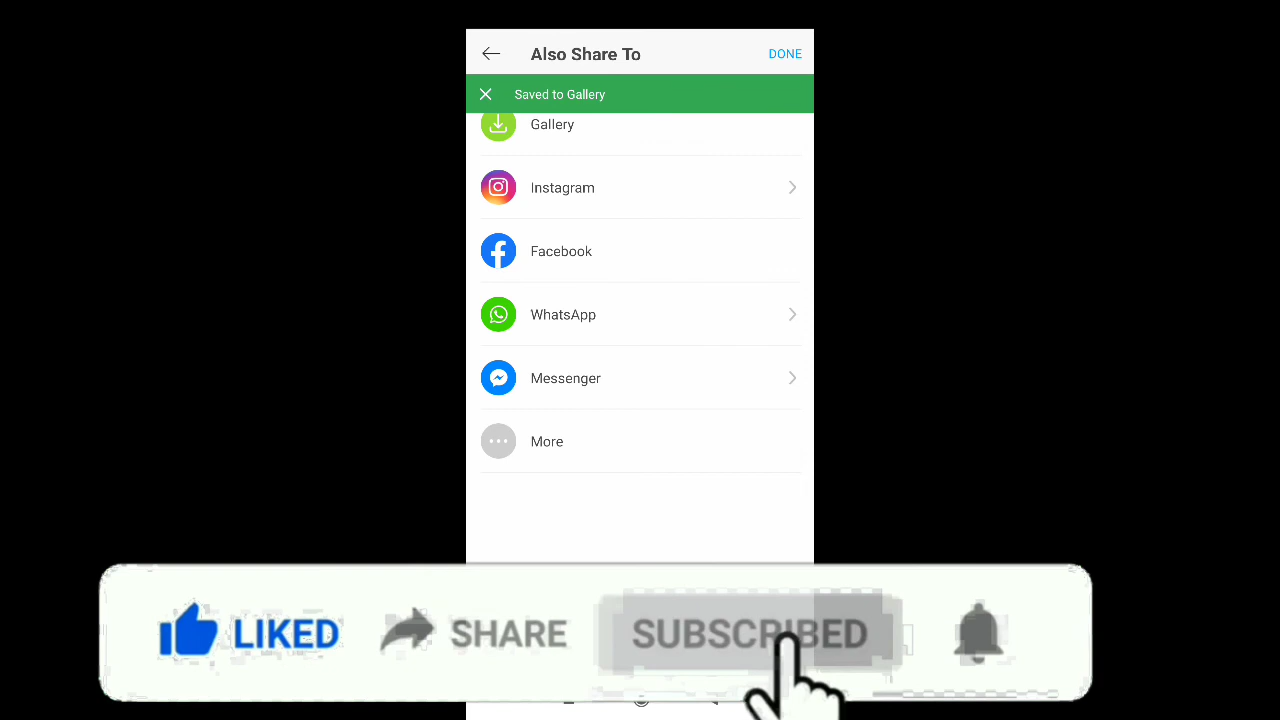 Also Share To
DONE
Saved to Gallery
Gallery
Instagram
Facebook
WhatsApp
Messenger
More
LIKED SHARE SUBSCRIBED